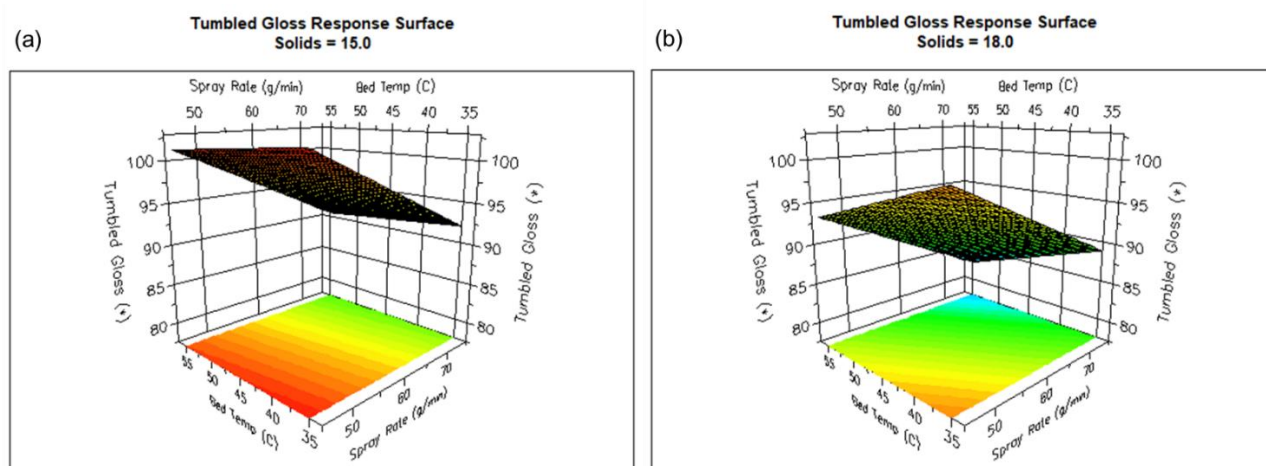 (a)
Tumbled Gloss Response Surface
Solids = 15.0
Spray Rate (g/min) Bed Temp (C)
50 60 70 55 50 45 40 35
100 95 90 85 80
Tumbled Gloss (*)
100 95 90 85 80
Tumbled Gloss (*)
55 50 45 40 35
Bed Temp (C)
50 60 70
Spray Rate (g/min)
(b)
Tumbled Gloss Response Surface
Solids = 18.0
Spray Rate (g/min) Bed Temp (C)
50 60 70 55 50 45 40 35
100 95 90 85 80
Tumbled Gloss (*)
100 95 90 85 80
Tumbled Gloss (*)
55 50 45 40 35
Bed Temp (C)
50 60 70
Spray Rate (g/min)